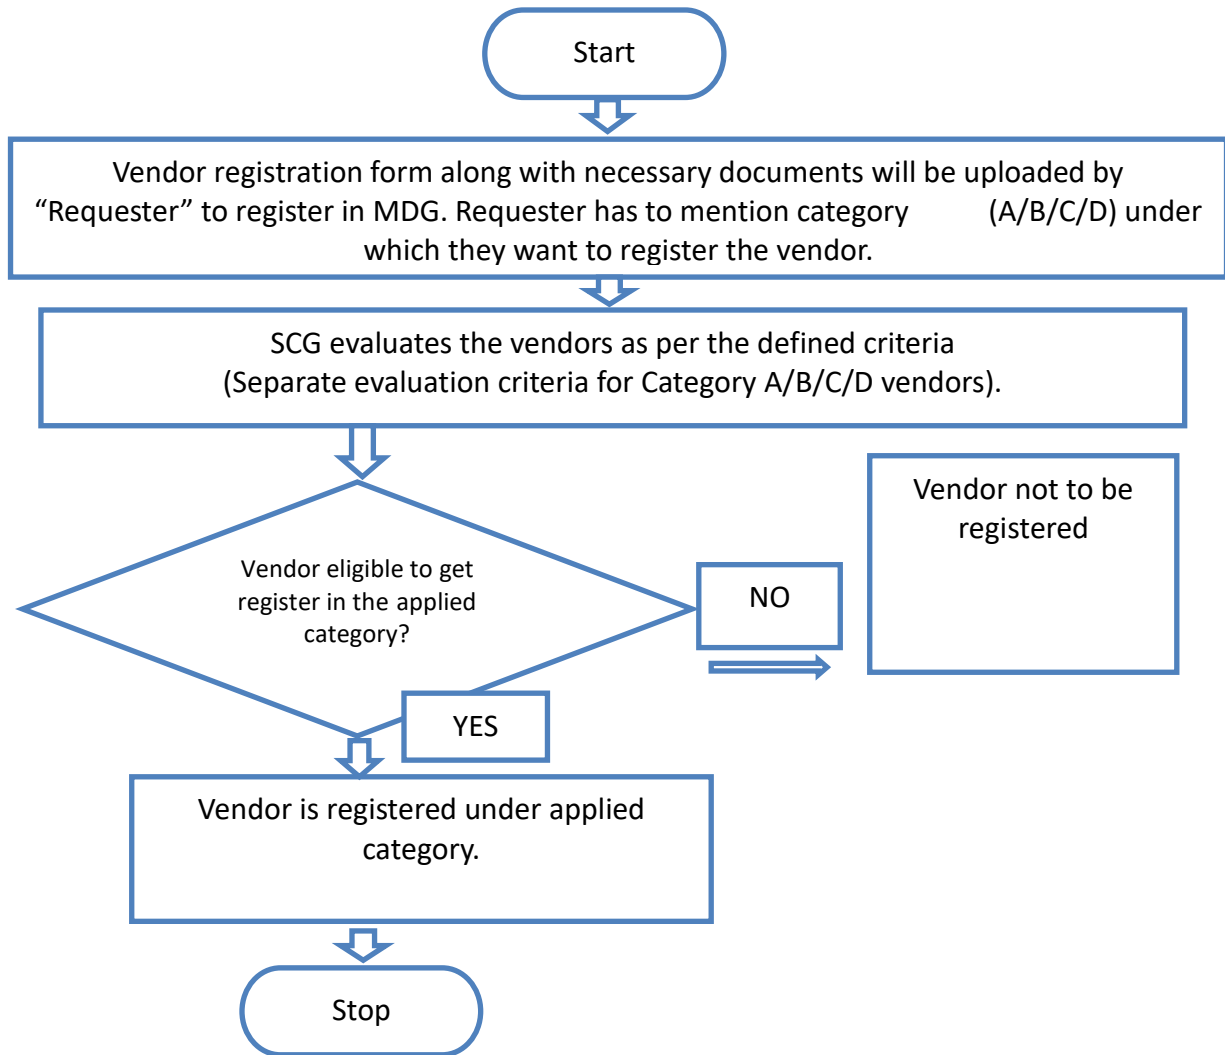 Start
Vendor registration form along with necessary documents will be uploaded by
“Requester” to register in MDG. Requester has to mention category (A/B/C/D) under
which they want to register the vendor.
SCG evaluates the vendors as per the defined criteria
(Separate evaluation criteria for Category A/B/C/D vendors).
Vendor eligible to get
register in the applied
category?
NO
Vendor not to be
registered
YES
Vendor is registered under applied
category.
Stop